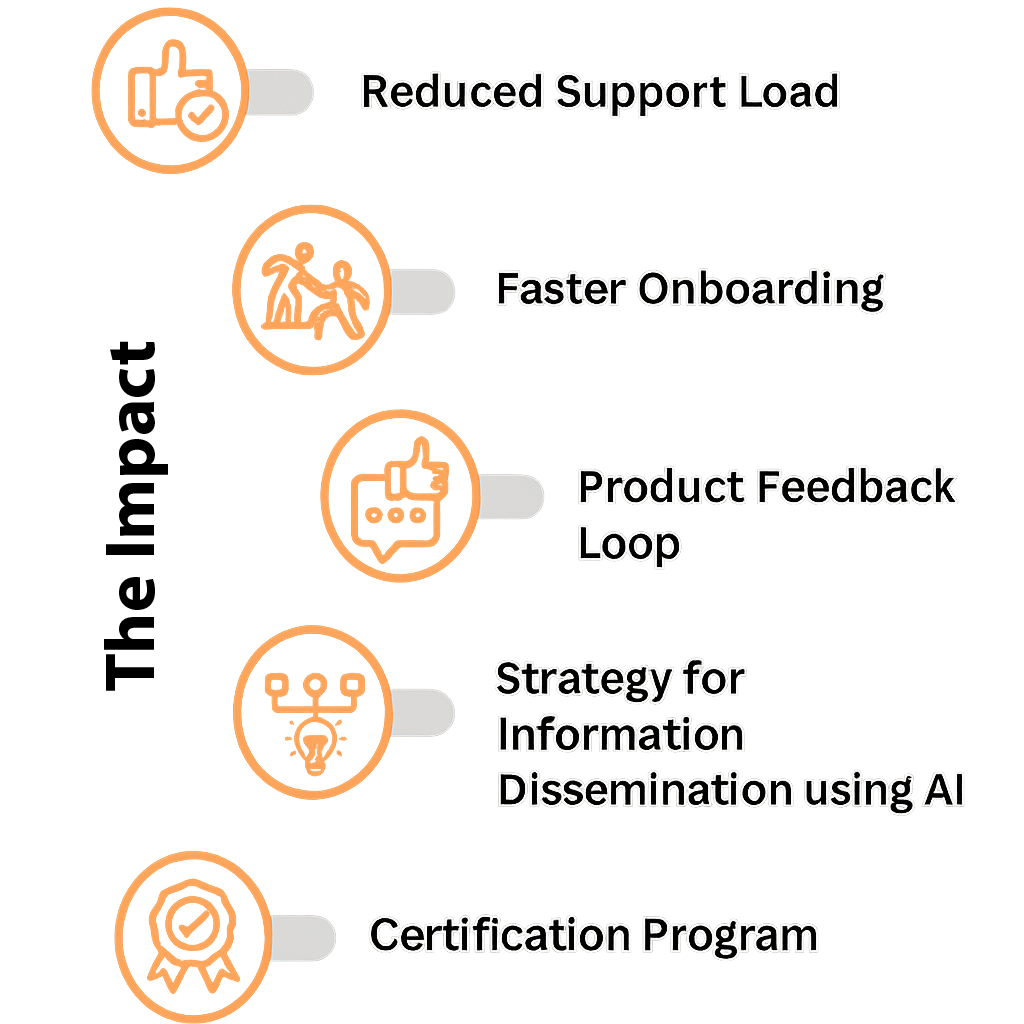 The Impact
Reduced Support Load
Faster Onboarding
Product Feedback
Loop
Strategy for
Information
Dissemination using AI
Certification Program